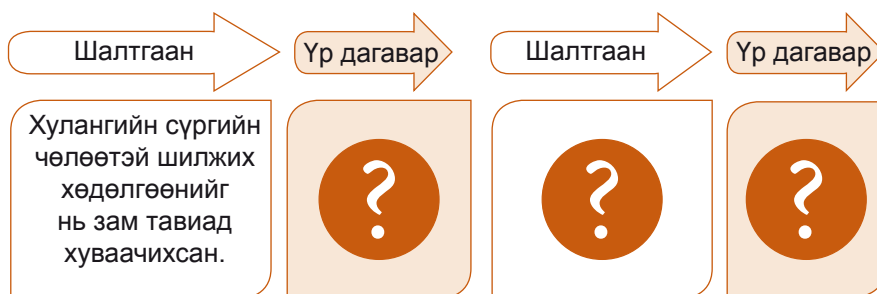 Шалтгаан
Үр дагавар
Шалтгаан
Үр дагавар
Хулангийн сүргийн
чөлөөтэй шилжих
хөдөлгөөнийг
нь зам тавиад
хуваачихсан.
?
?
?